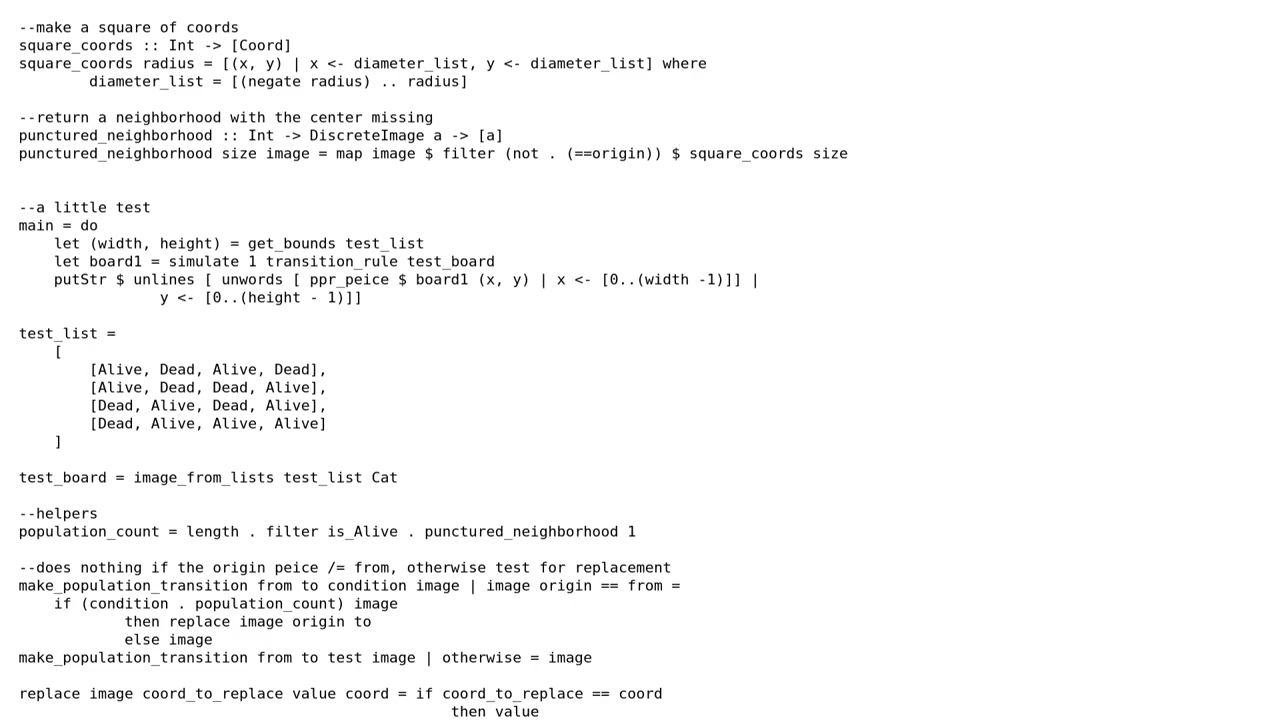 --make a square of coords
square_coords :: Int -> [Coord]
square_coords radius = [(x, y) | x <- diameter_list, y <- diameter_list] where
        diameter_list = [(negate radius) .. radius]

--return a neighborhood with the center missing
punctured_neighborhood :: Int -> DiscreteImage a -> [a]
punctured_neighborhood size image = map image $ filter (not . (==origin)) $ square_coords size


--a little test
main = do
    let (width, height) = get_bounds test_list
    let board1 = simulate 1 transition_rule test_board
    putStr $ unlines [ unwords [ ppr_peice $ board1 (x, y) | x <- [0..(width -1)]] |
                y <- [0..(height - 1)]]

test_list =
    [
        [Alive, Dead, Alive, Dead],
        [Alive, Dead, Dead, Alive],
        [Dead, Alive, Dead, Alive],
        [Dead, Alive, Alive, Alive]
    ]

test_board = image_from_lists test_list Cat

--helpers
population_count = length . filter is_Alive . punctured_neighborhood 1

--does nothing if the origin peice /= from, otherwise test for replacement
make_population_transition from to condition image | image origin == from =
    if (condition . population_count) image
            then replace image origin to
            else image
make_population_transition from to test image | otherwise = image

replace image coord_to_replace value coord = if coord_to_replace == coord
                                                 then value